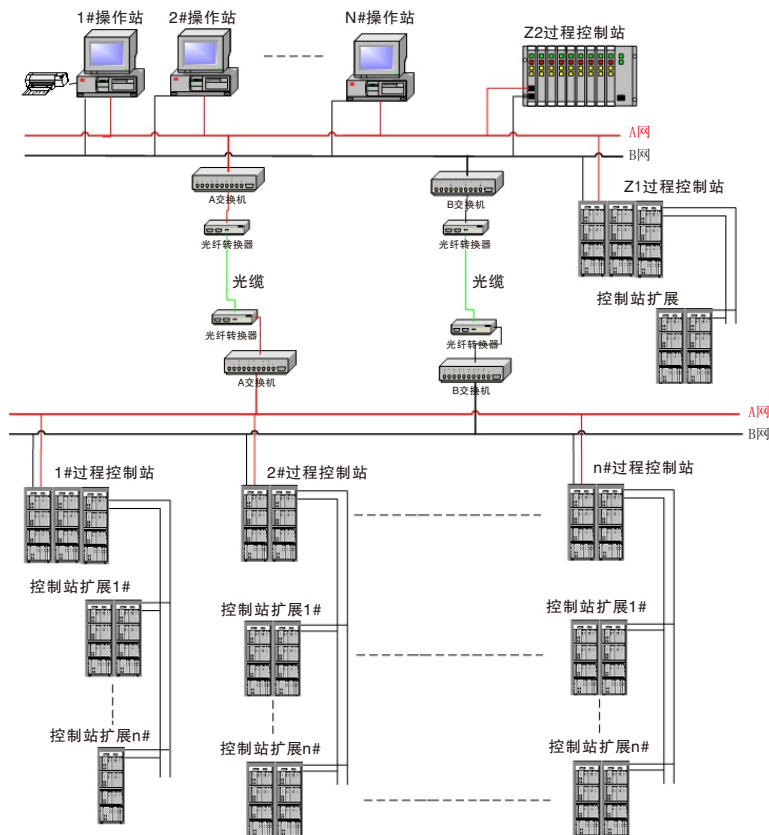 1#操作站
2#操作站
N#操作站
Z2过程控制站
A网
B网
A交换机
B交换机
Z1过程控制站
光纤转换器
光纤转换器
光缆
光缆
控制站扩展
光纤转换器
光纤转换器
A交换机
B交换机
A网
B网
1#过程控制站
2#过程控制站
n#过程控制站
控制站扩展1#
控制站扩展1#
控制站扩展1#
控制站扩展n#
控制站扩展n#
控制站扩展n#